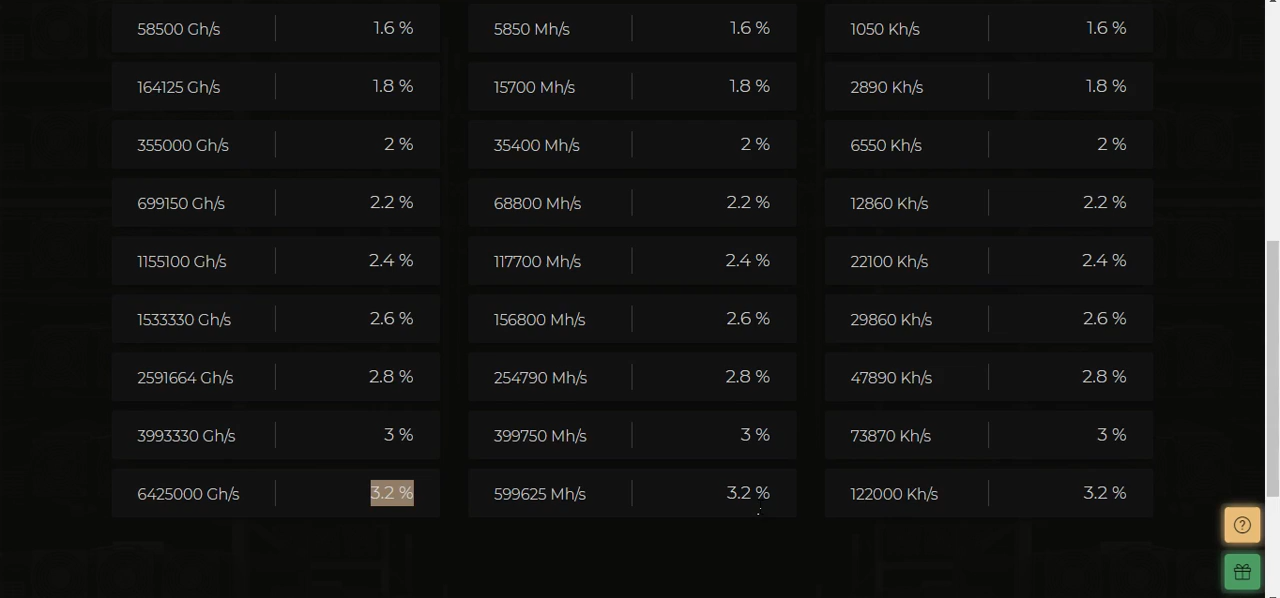 58500 Gh/s 1.6 % 5850 Mh/s 1.6 % 1050 Kh/s 1.6 %
164125 Gh/s 1.8 % 15700 Mh/s 1.8 % 2890 Kh/s 1.8 %
355000 Gh/s 2 % 35400 Mh/s 2 % 6550 Kh/s 2 %
699150 Gh/s 2.2 % 68800 Mh/s 2.2 % 12860 Kh/s 2.2 %
1155100 Gh/s 2.4 % 117700 Mh/s 2.4 % 22100 Kh/s 2.4 %
1533330 Gh/s 2.6 % 156800 Mh/s 2.6 % 29860 Kh/s 2.6 %
2591664 Gh/s 2.8 % 254790 Mh/s 2.8 % 47890 Kh/s 2.8 %
3993330 Gh/s 3 % 399750 Mh/s 3 % 73870 Kh/s 3 %
6425000 Gh/s 3.2 % 599625 Mh/s 3.2 % 122000 Kh/s 3.2 %